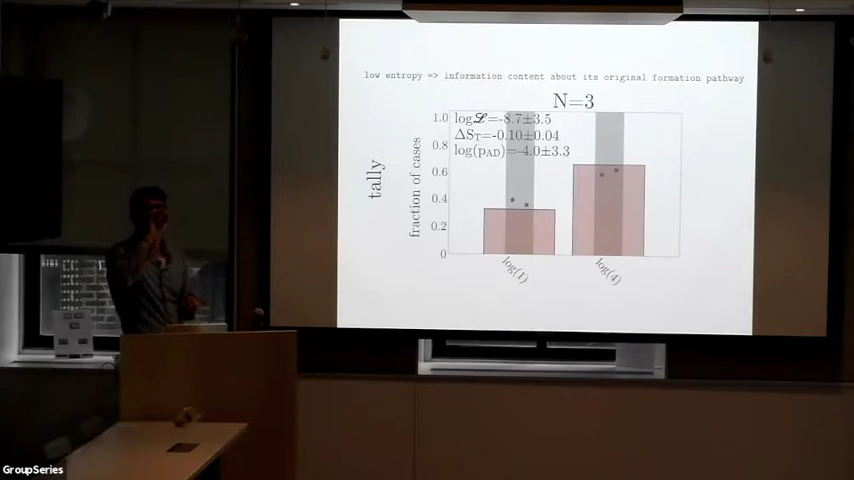 low entropy => information content about its original formation pathway
N=3
log𝓛=-8.7±3.5
ΔST=-0.10±0.04
log(pAD)=-4.0±3.3
tally
fraction of cases
1.0
0.8
0.6
0.4
0.2
0
log(1)
log(4)
GroupSeries